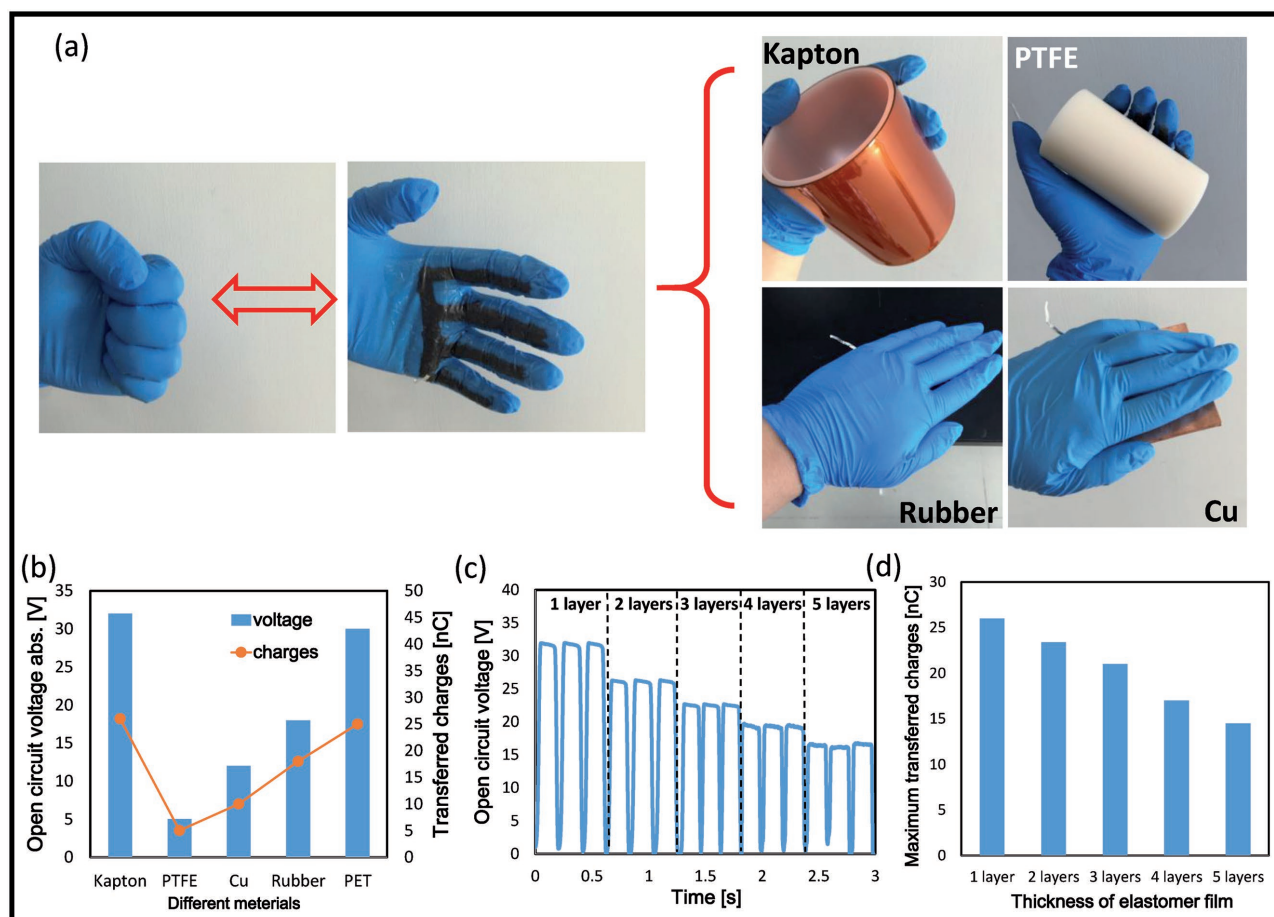 (a)
Kapton
PTFE
Rubber
Cu
(b)
Open circuit voltage abs. [V]
35
30
25
20
15
10
5
0
voltage
charges
50
45
40
35
30
25
20
15
10
5
0
Transferred charges [nC]
Kapton PTFE Cu Rubber PET
Different meterials
(c)
Open circuit voltage [V]
40
35
30
25
20
15
10
5
0
1 layer 2 layers 3 layers 4 layers 5 layers
0 0.5 1 1.5 2 2.5 3
Time [s]
(d)
Maximum transferred charges [nC]
30
25
20
15
10
5
0
1 layer 2 layers 3 layers 4 layers 5 layers
Thickness of elastomer film